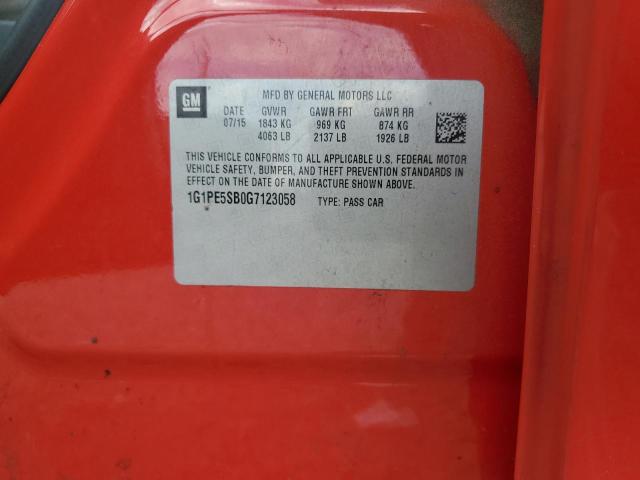 GM
MFD BY GENERAL MOTORS LLC
DATE GVWR GAWR FRT GAWR RR
07/15 1843 KG 969 KG 874 KG
4063 LB 2137 LB 1926 LB
THIS VEHICLE CONFORMS TO ALL APPLICABLE U.S. FEDERAL MOTOR
VEHICLE SAFETY, BUMPER, AND THEFT PREVENTION STANDARDS IN
EFFECT ON THE DATE OF MANUFACTURE SHOWN ABOVE.
1G1PE5SB0G7123058 TYPE: PASS CAR